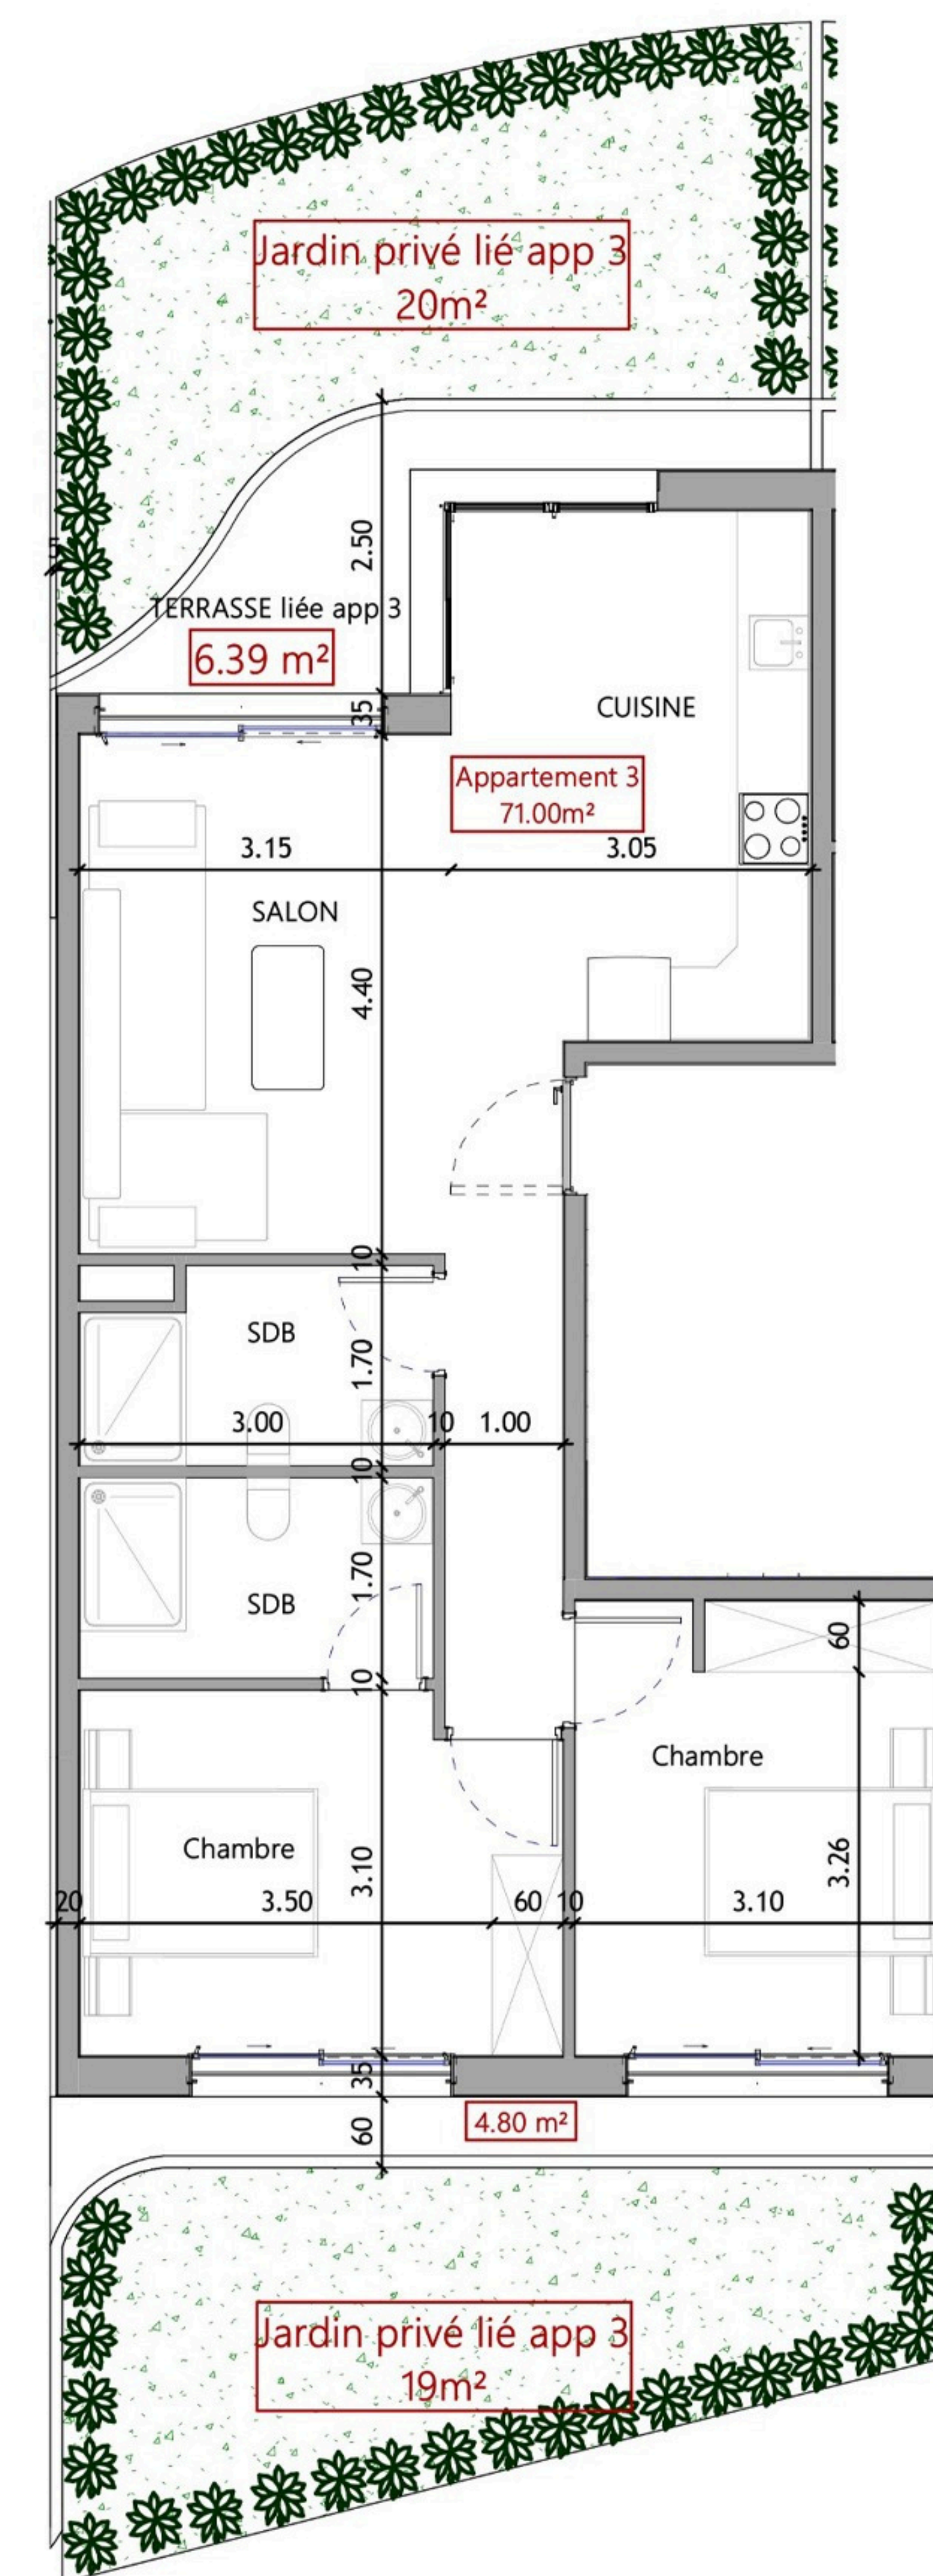 Jardin privé lié app 3
20m²
2.50
5
TERRASSE liée app 3
6.39 m²
35
CUISINE
Appartement 3
71.00m²
3.15
3.05
SALON
4.40
10
SDB
1.70
3.00
10
1.00
10
1.70
SDB
10
60
Chambre
Chambre
3.10
3.26
20
3.50
60
10
3.10
35
60
4.80 m²
Jardin privé lié app 3
19m²